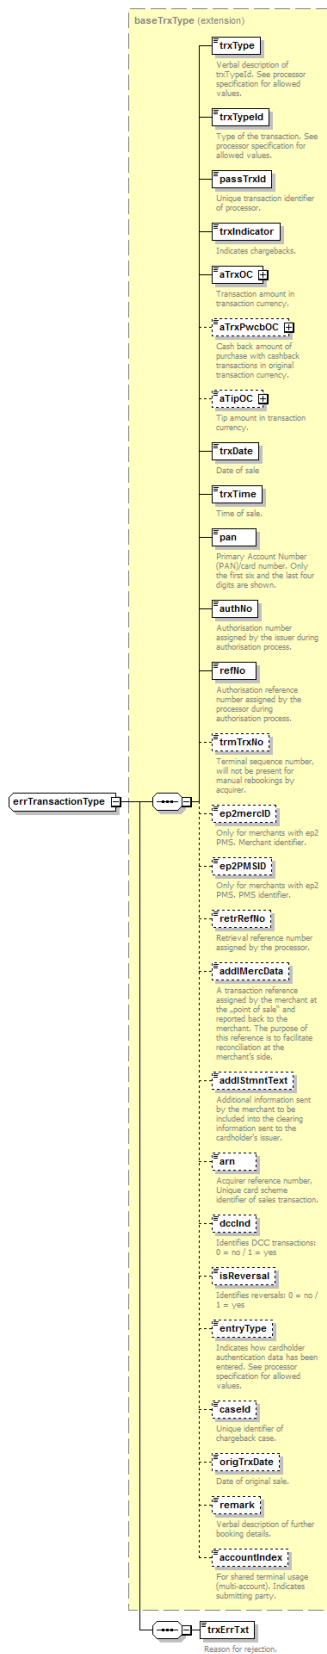 baseTrxType (extension)
trxType
Verbal description of
trxTypeId. See processor
specification for allowed
values.
trxTypeId
Type of the transaction. See
processor specification for
allowed values.
passTrxId
Unique transaction identifier
of processor.
trxIndicator
Indicates chargebacks.
aTrxOC
Transaction amount in
transaction currency.
aTrxPwcbOC
Cash back amount of
purchase with cashback
transactions in original
transaction currency.
aTipOC
Tip amount in transaction
currency.
trxDate
Date of sale
trxTime
Time of sale.
pan
Primary Account Number
(PAN)/card number. Only
the first six and the last four
digits are shown.
authNo
Authorisation number
assigned by the issuer during
authorisation process.
refNo
Authorisation reference
number assigned by the
processor during
authorisation process.
trmTrxNo
Terminal sequence number,
will not be present for
manual rebookings by
acquirer.
errTransactionType
ep2mercID
Only for merchants with ep2
PMS. Merchant identifier.
ep2PMSID
Only for merchants with ep2
PMS. PMS identifier.
retrRefNo
Retrieval reference number
assigned by the processor.
addlMercData
A transaction reference
assigned by the merchant at
the „point of sale“ and
reported back to the
merchant. The purpose of
this reference is to facilitate
reconciliation at the
merchant's side.
addlStmntText
Additional information sent
by the merchant to be
included into the clearing
information sent to the
cardholder's issuer.
arn
Acquirer reference number.
Unique card scheme
identifier of sales transaction.
dccInd
Identifies DCC transactions:
0 = no / 1 = yes
isReversal
Identifies reversals: 0 = no /
1 = yes
entryType
Indicates how cardholder
authentication data has been
entered. See processor
specification for allowed
values.
caseId
Unique identifier of
chargeback case.
origTrxDate
Date of original sale.
remark
Verbal description of further
booking details.
accountIndex
For shared terminal usage
(multi-account). Indicates
submitting party.
trxErrTxt
Reason for rejection.